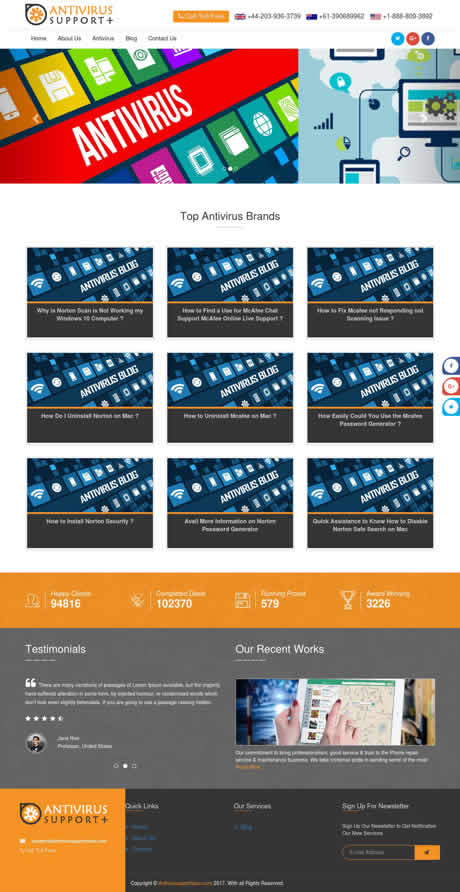 ANTIVIRUS
SUPPORT+
Call Toll Free
+44-203-936-3739
+61-390689962
+1-888-809-3892
Home
About Us
Antivirus
Blog
Contact Us
ANTIVIRUS
Top Antivirus Brands
ANTIVIRUS BLOG
ANTIVIRUS BLOG
ANTIVIRUS BLOG
Why is Norton Scan is Not Working my
Windows 10 Computer ?
How to Find a Use for McAfee Chat
Support McAfee Online Live Support ?
How to Fix Mcafee not Responding not
Scanning Issue ?
ANTIVIRUS BLOG
ANTIVIRUS BLOG
ANTIVIRUS BLOG
How Do I Uninstall Norton on Mac ?
How to Uninstall Mcafee on Mac ?
How Easily Could You Use the Mcafee
Password Generator ?
ANTIVIRUS BLOG
ANTIVIRUS BLOG
ANTIVIRUS BLOG
How to Install Norton Security ?
Avail More Information on Norton
Password Generator
Quick Assistance to Know How to Disable
Norton Safe Search on Mac
Happy Clients
94816
Completed Deals
102370
Running Project
579
Award Winning
3226
Testimonials
There are many variations of passages of Lorem Ipsum available, but the majority
have suffered alteration in some form, by injected humour, or randomised words which
don't look even slightly believable. If you are going to use a passage raising hidden.
Jane Roe
Professor, United States
Our Recent Works
Our commitment to bring professionalism, good service & trust to the Phone repair
service & maintenance business. We take immense pride in sending some of the most
Read More
ANTIVIRUS
SUPPORT+
Call Toll Free
Quick Links
Home
About Us
Contact
Our Services
Blog
Sign Up For Newsletter
Sign Up Our Newsletter to Get Notification
Our New Services.
E-mail Address
Copyright © Antivirussupportplus.com 2017. With all Rights Reserved.